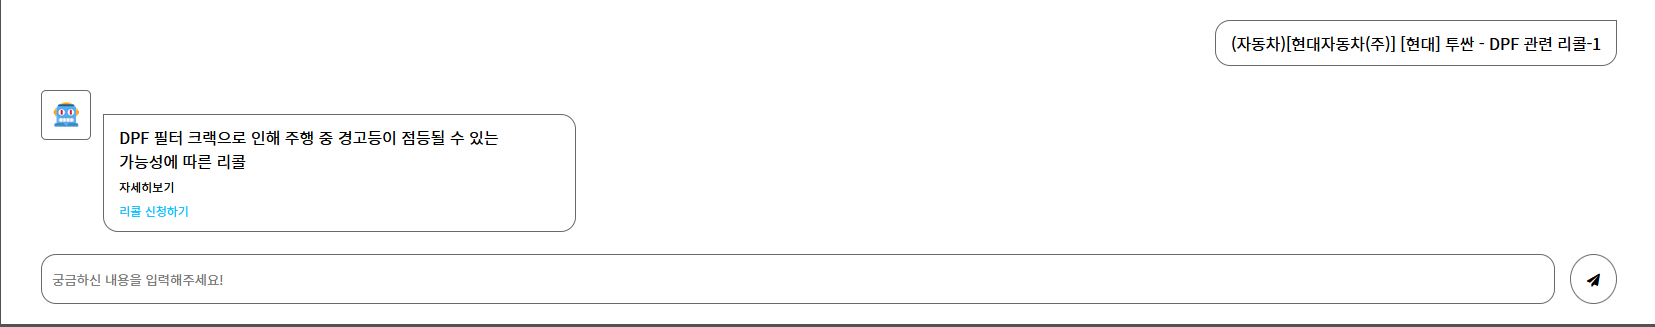 (자동차)[현대자동차(주)] [현대] 투싼 - DPF 관련 리콜-1
DPF 필터 크랙으로 인해 주행 중 경고등이 점등될 수 있는
가능성에 따른 리콜
자세히보기
리콜 신청하기
궁금하신 내용을 입력해주세요!